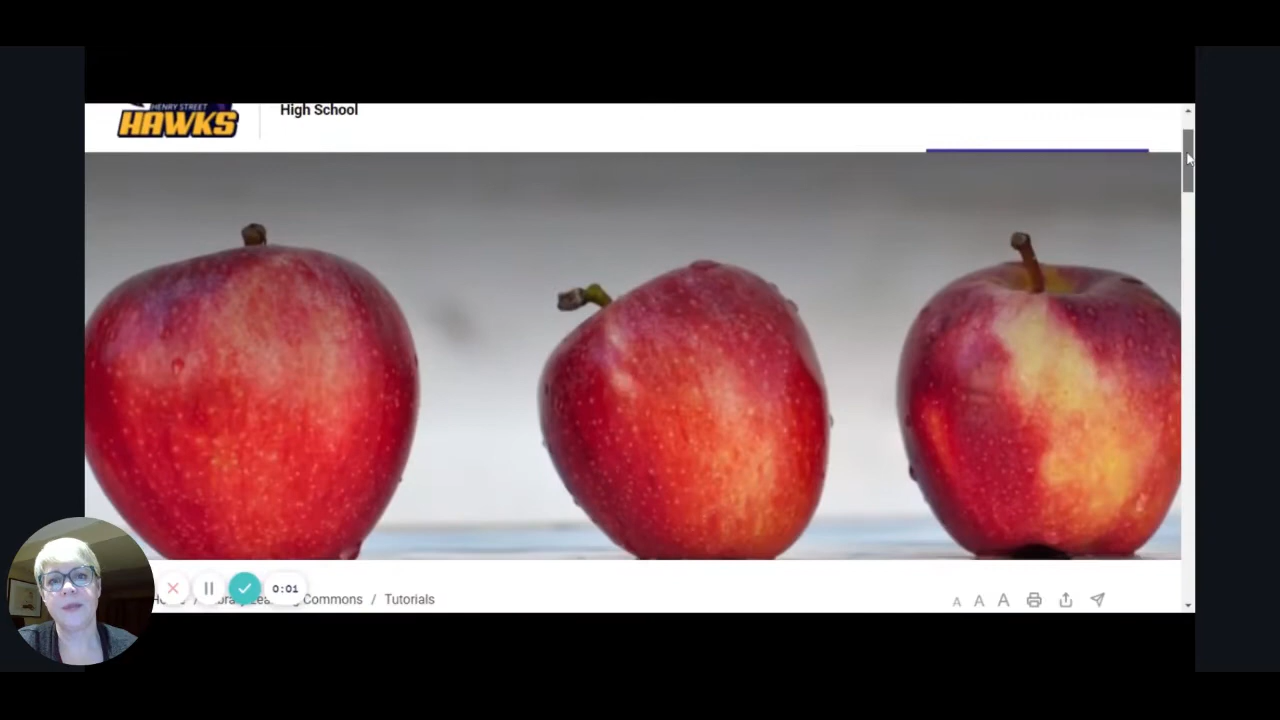 HENRY STREET
HAWKS
High School
Commons / Tutorials
A A A
0:01